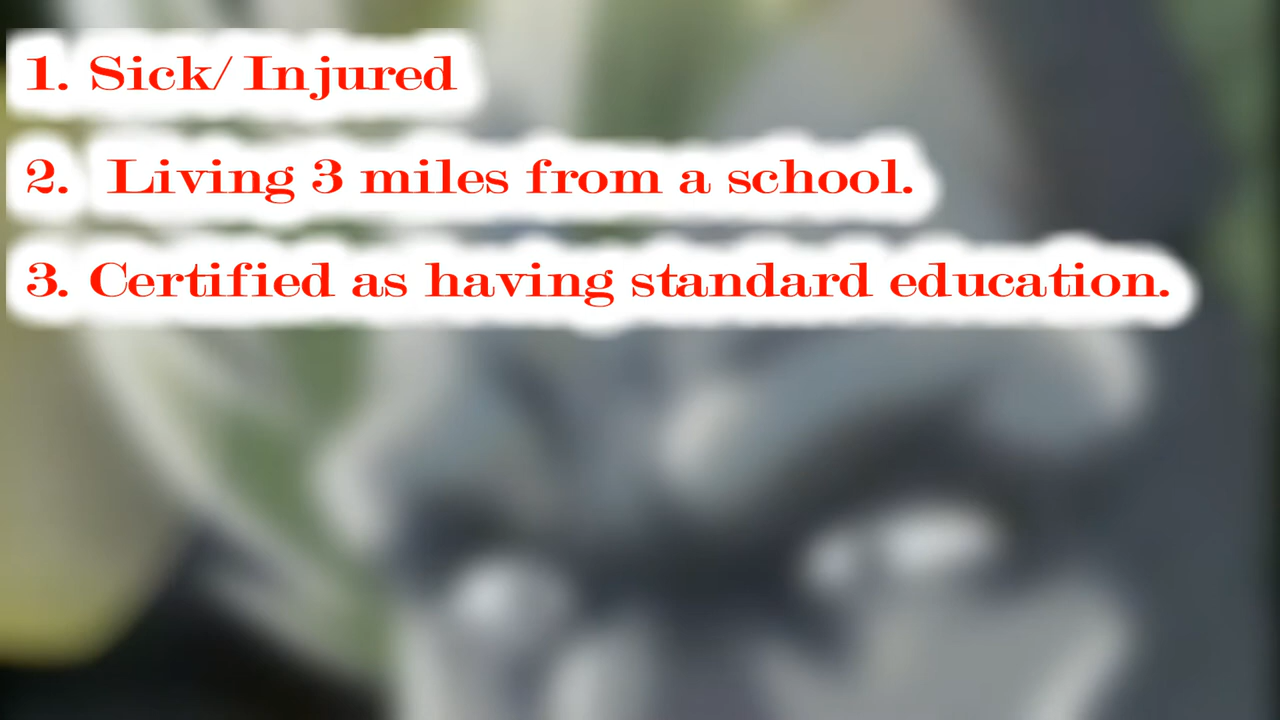 1. Sick/ Injured
2. Living 3 miles from a school.
3. Certified as having standard education.